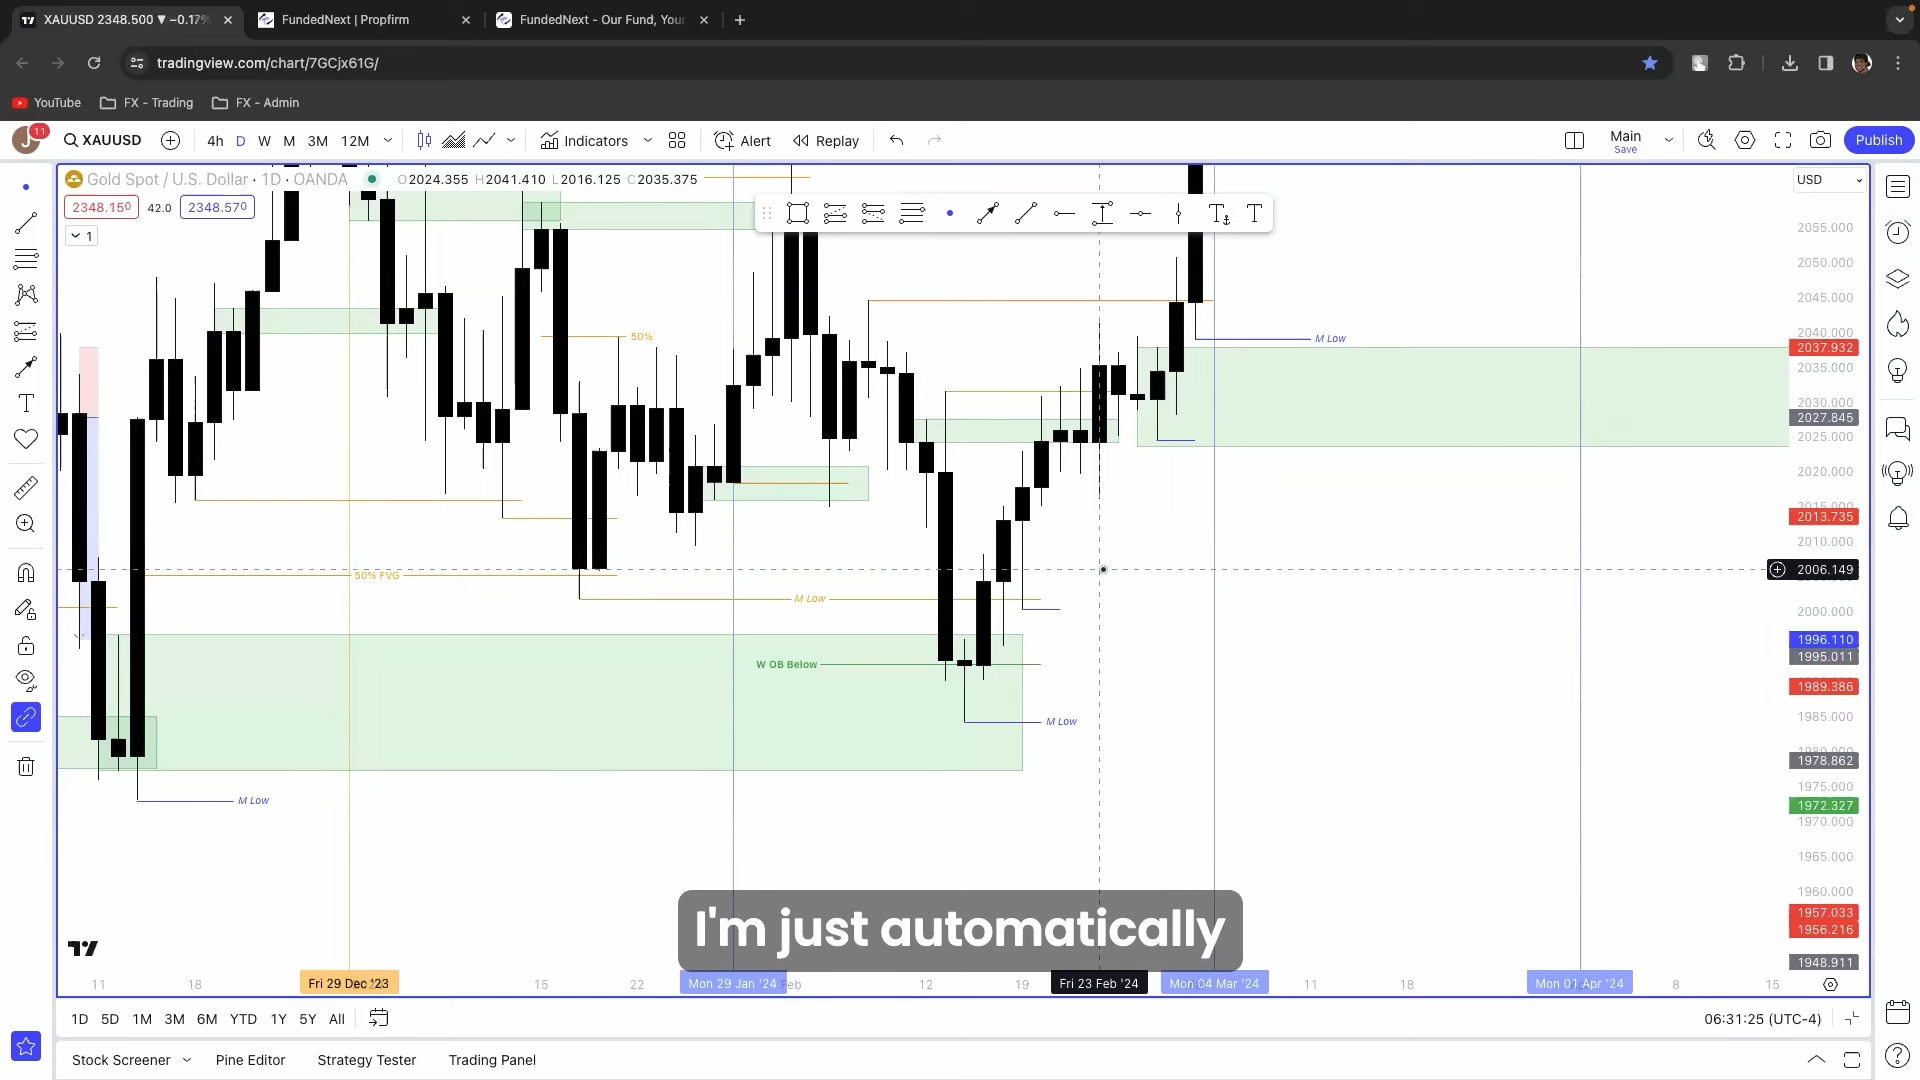 XAUUSD 2348.500 ▼ −0.17%
FundedNext | Propfirm
FundedNext - Our Fund, Your
tradingview.com/chart/7GCjx61G/
YouTube
FX - Trading
FX - Admin
J
11
XAUUSD
4h
D
W
M
3M
12M
Indicators
Alert
Replay
Main
Save
Publish
Gold Spot / U.S. Dollar · 1D · OANDA
O2024.355 H2041.410 L2016.125 C2035.375
USD
2348.150
42.0
2348.570
1
T
T
2055.000
2050.000
2045.000
2040.000
2037.932
2035.000
2030.000
2027.845
2025.000
2020.000
2015.000
2013.735
2010.000
2006.149
2000.000
1996.110
1995.011
1989.386
1985.000
1980.000
1978.862
1975.000
1972.327
1970.000
1965.000
1960.000
1957.033
1956.216
1948.911
50%
M Low
50% FVG
M Low
W OB Below
M Low
M Low
I'm just automatically
11
18
Fri 29 Dec '23
15
22
Mon 29 Jan '24
Feb
12
19
Fri 23 Feb '24
Mon 04 Mar '24
11
18
Mon 01 Apr '24
8
15
1D
5D
1M
3M
6M
YTD
1Y
5Y
All
06:31:25 (UTC-4)
Stock Screener
Pine Editor
Strategy Tester
Trading Panel